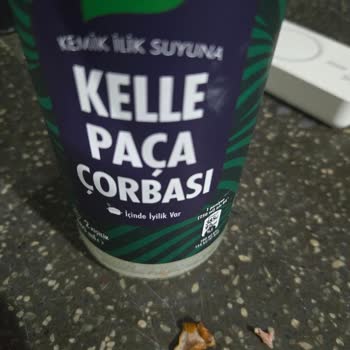 KEMİK İLİK SUYUNA
KELLE
PAÇA
ÇORBASI
İçinde İyilik Var